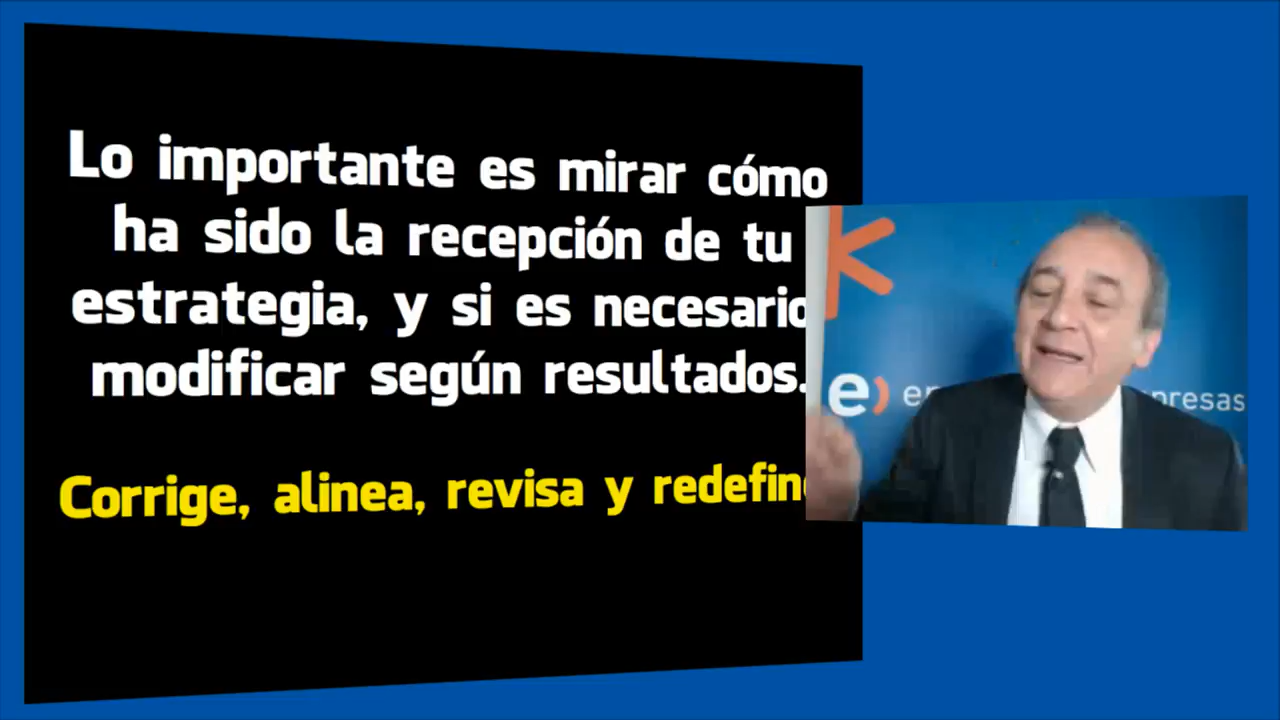 Lo importante es mirar cómo
ha sido la recepción de tu
estrategia, y si es necesario
modificar según resultados.
Corrige, alinea, revisa y
e)